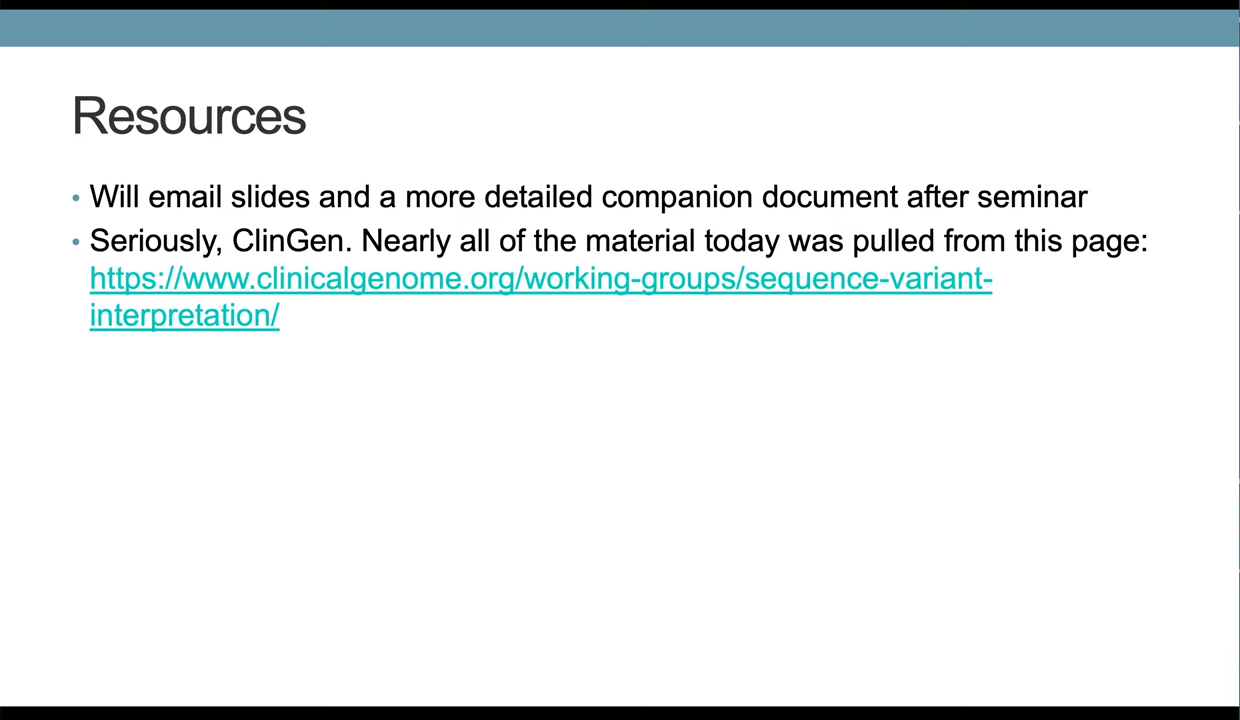 Resources
• Will email slides and a more detailed companion document after seminar
• Seriously, ClinGen. Nearly all of the material today was pulled from this page:
https://www.clinicalgenome.org/working-groups/sequence-variant-
interpretation/